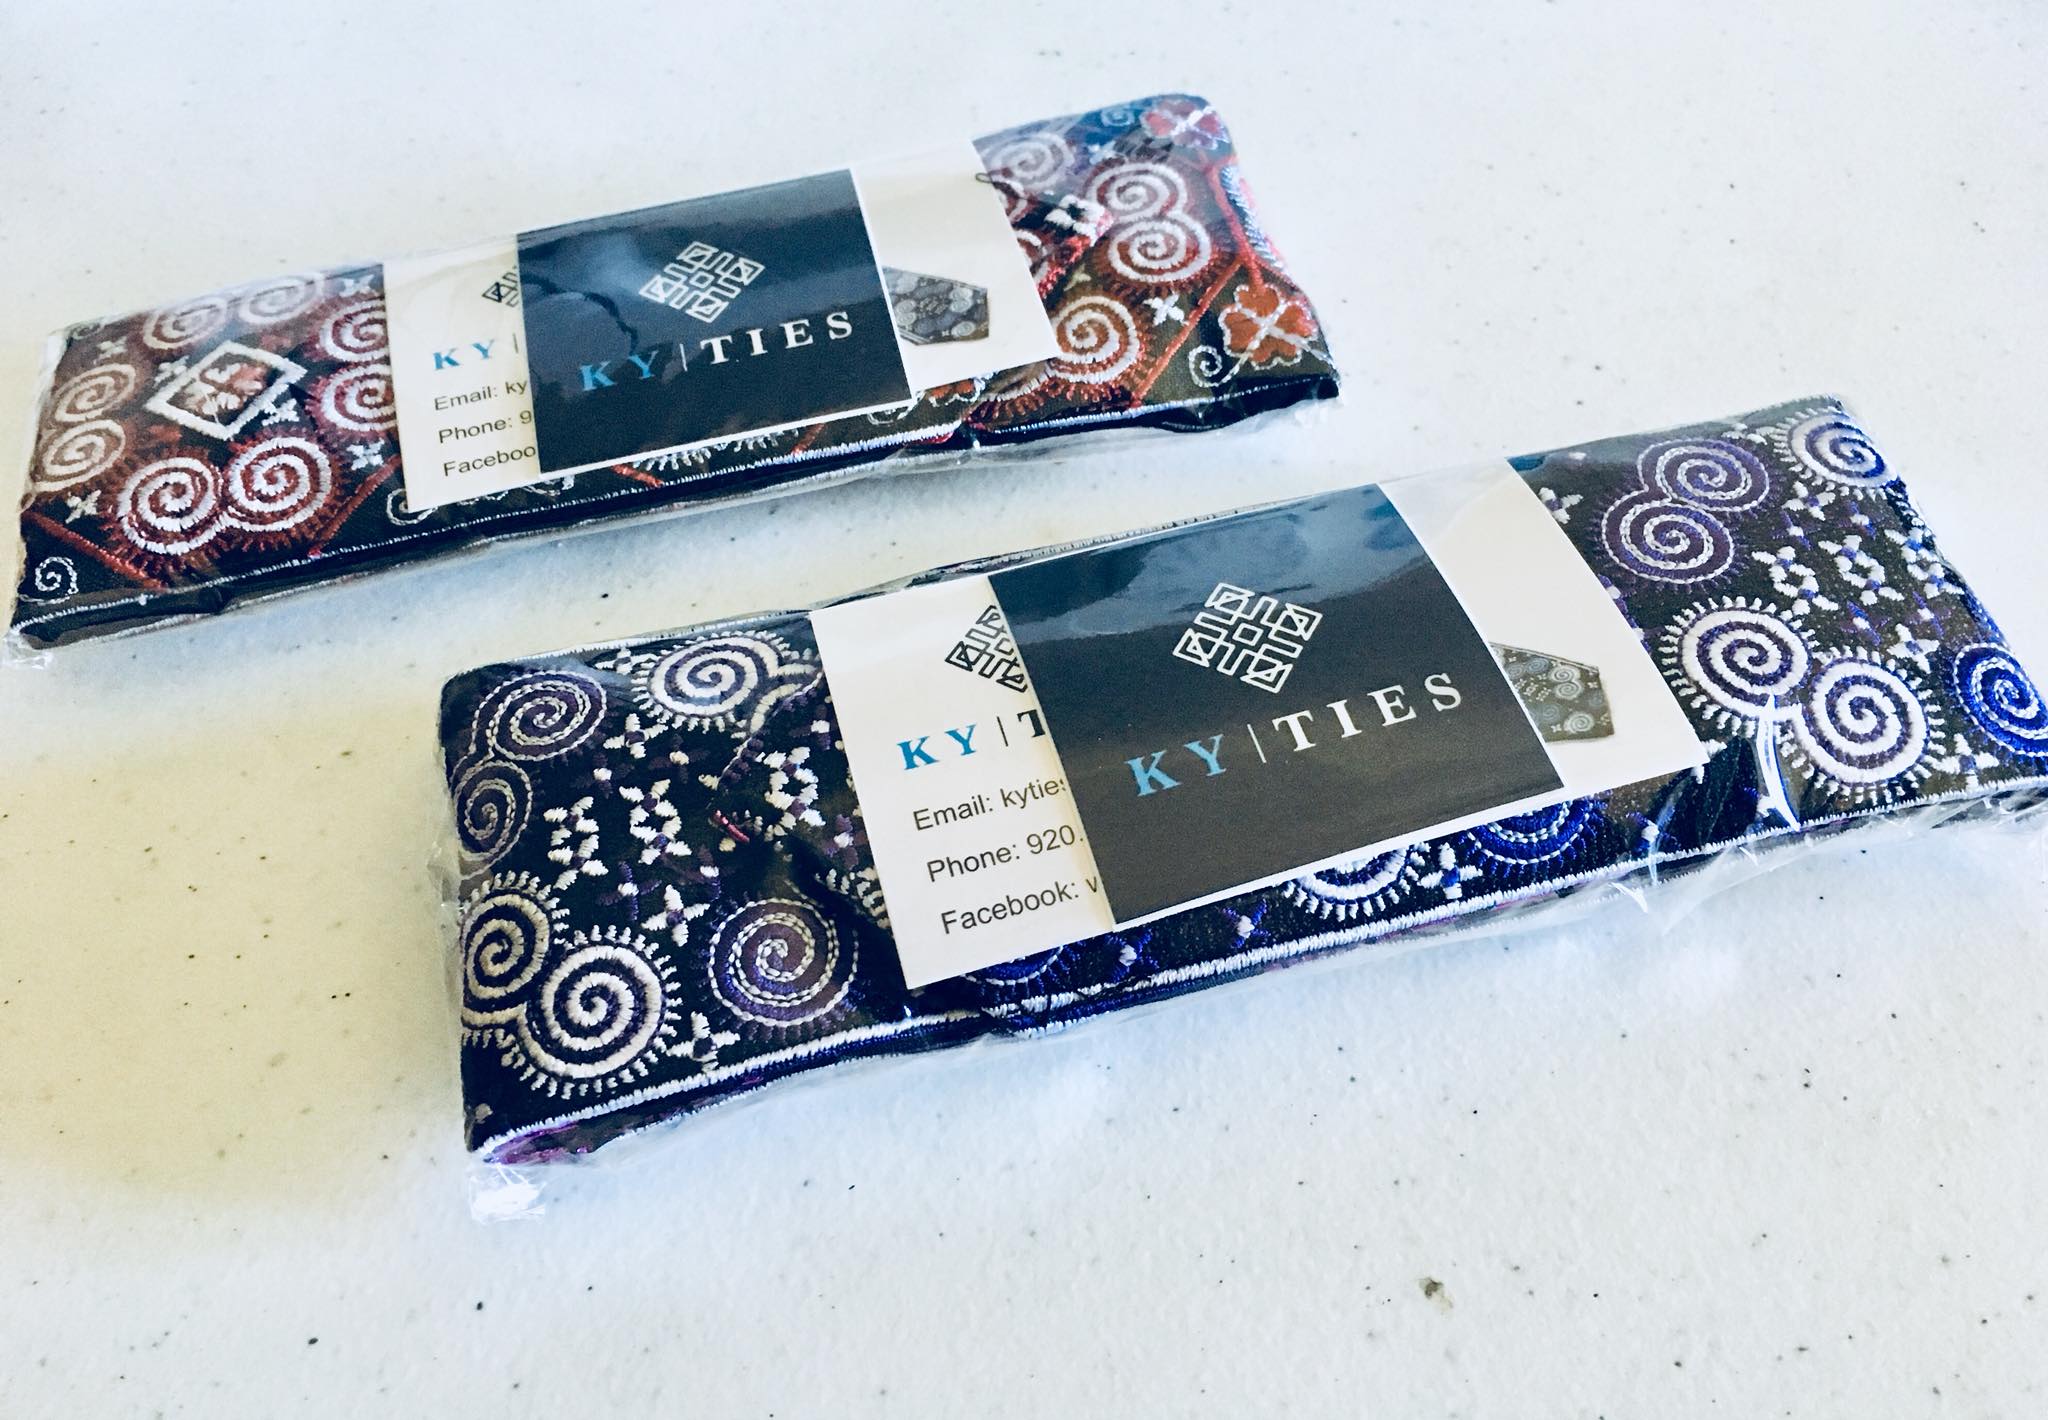 KY |
Email: ky
Phone: 9
Faceboo
KY | TIES
KY | T
Email: kyties
Phone: 920.
Facebook: v
KY | TIES